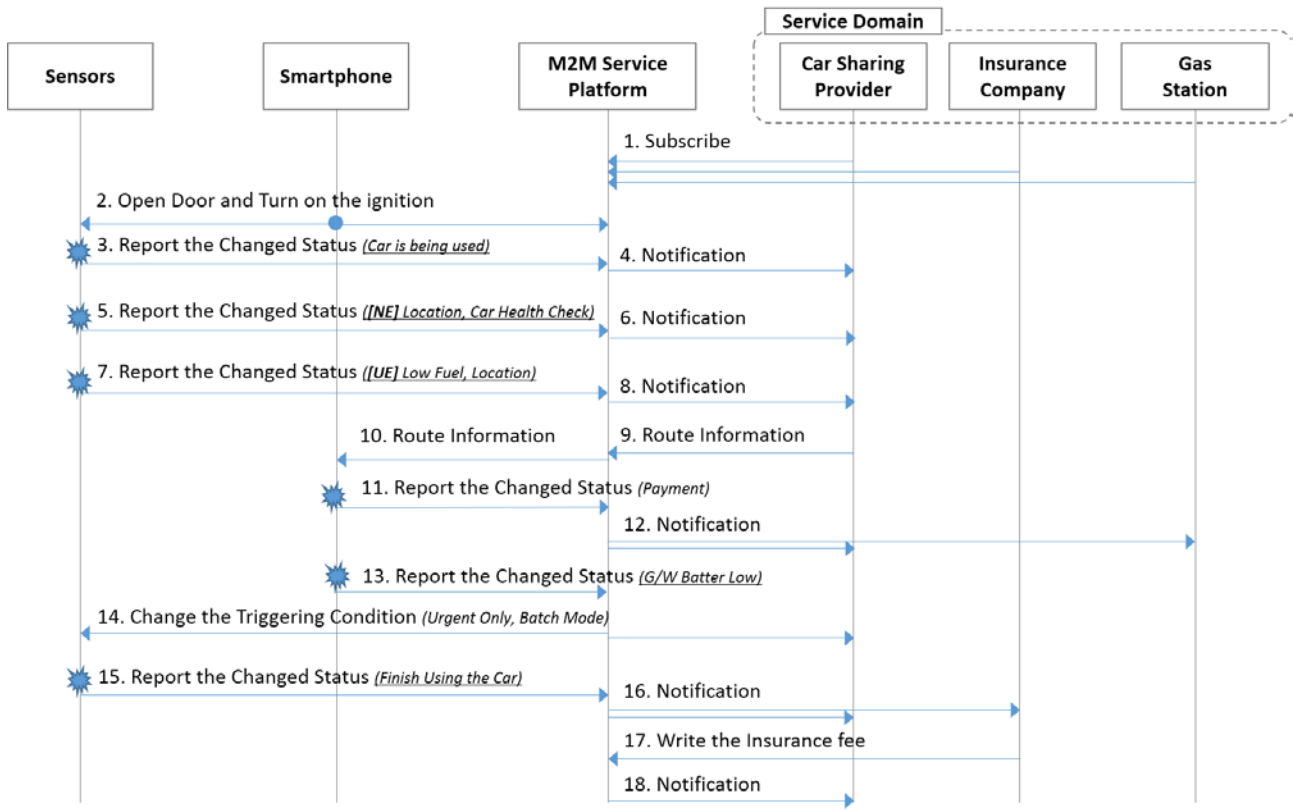 Service Domain
Sensors
Smartphone
M2M Service
Platform
Car Sharing
Provider
Insurance
Company
Gas
Station
1. Subscribe
2. Open Door and Turn on the ignition
3. Report the Changed Status (Car is being used)
4. Notification
5. Report the Changed Status ([NE] Location, Car Health Check)
6. Notification
7. Report the Changed Status ([UE] Low Fuel, Location)
8. Notification
10. Route Information
9. Route Information
11. Report the Changed Status (Payment)
12. Notification
13. Report the Changed Status (G/W Batter Low)
14. Change the Triggering Condition (Urgent Only, Batch Mode)
15. Report the Changed Status (Finish Using the Car)
16. Notification
17. Write the Insurance fee
18. Notification